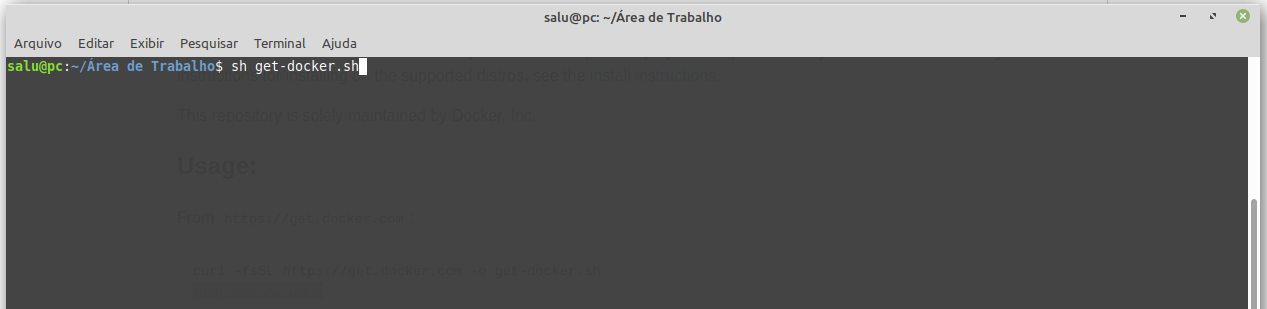 salu@pc: ~/Área de Trabalho
Arquivo Editar Exibir Pesquisar Terminal Ajuda
salu@pc:~/Área de Trabalho$ sh get-docker.sh
the supported distros, see the install instructions.
This repository is solely maintained by Docker, Inc.
Usage:
From https://get.docker.com
curl -fsSL https://get.docker.com -o get-docker.sh